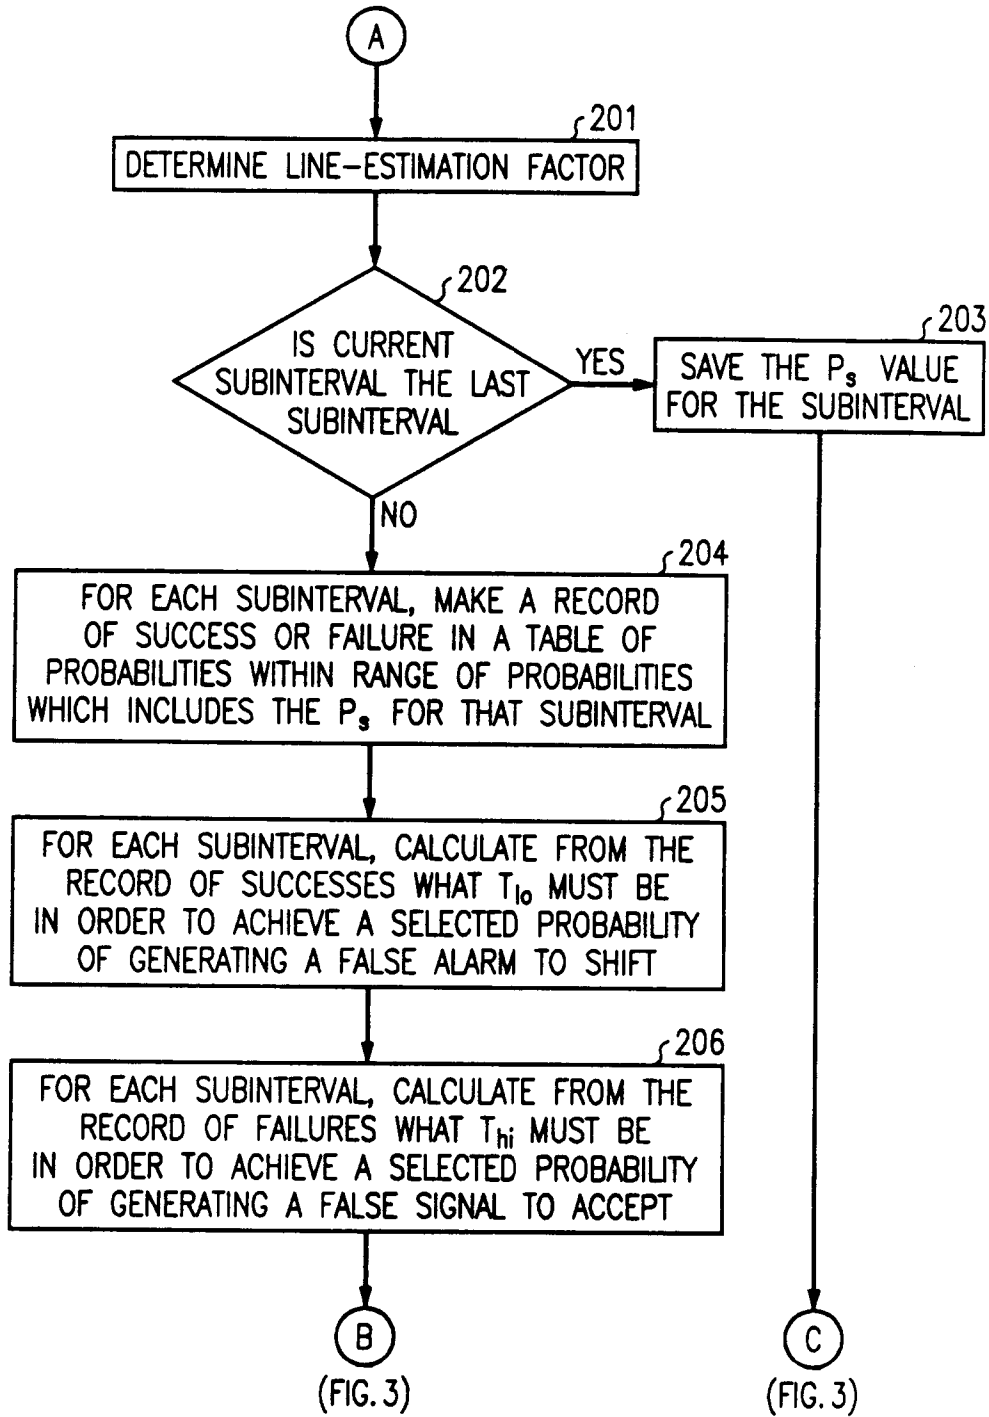 A
201
DETERMINE LINE-ESTIMATION FACTOR
202
IS CURRENT
SUBINTERVAL THE LAST
SUBINTERVAL
YES
203
SAVE THE Ps VALUE
FOR THE SUBINTERVAL
NO
204
FOR EACH SUBINTERVAL, MAKE A RECORD
OF SUCCESS OR FAILURE IN A TABLE OF
PROBABILITIES WITHIN RANGE OF PROBABILITIES
WHICH INCLUDES THE Ps FOR THAT SUBINTERVAL
205
FOR EACH SUBINTERVAL, CALCULATE FROM THE
RECORD OF SUCCESSES WHAT Tlo MUST BE
IN ORDER TO ACHIEVE A SELECTED PROBABILITY
OF GENERATING A FALSE ALARM TO SHIFT
206
FOR EACH SUBINTERVAL, CALCULATE FROM THE
RECORD OF FAILURES WHAT Thi MUST BE
IN ORDER TO ACHIEVE A SELECTED PROBABILITY
OF GENERATING A FALSE SIGNAL TO ACCEPT
B
(FIG. 3)
C
(FIG. 3)